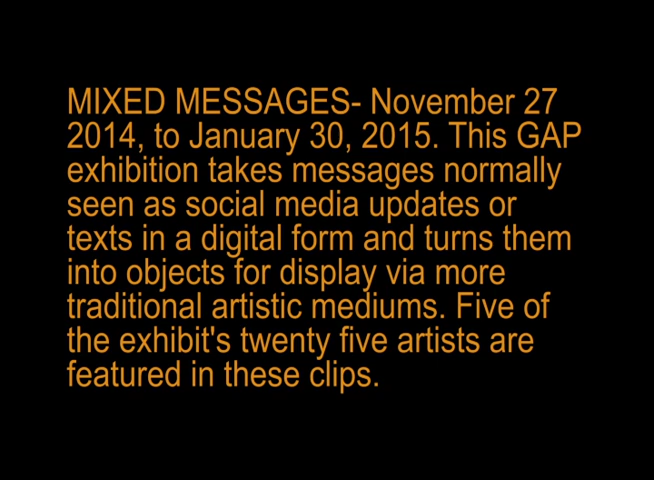 MIXED MESSAGES- November 27
2014, to January 30, 2015. This GAP
exhibition takes messages normally
seen as social media updates or
texts in a digital form and turns them
into objects for display via more
traditional artistic mediums. Five of
the exhibit's twenty five artists are
featured in these clips.